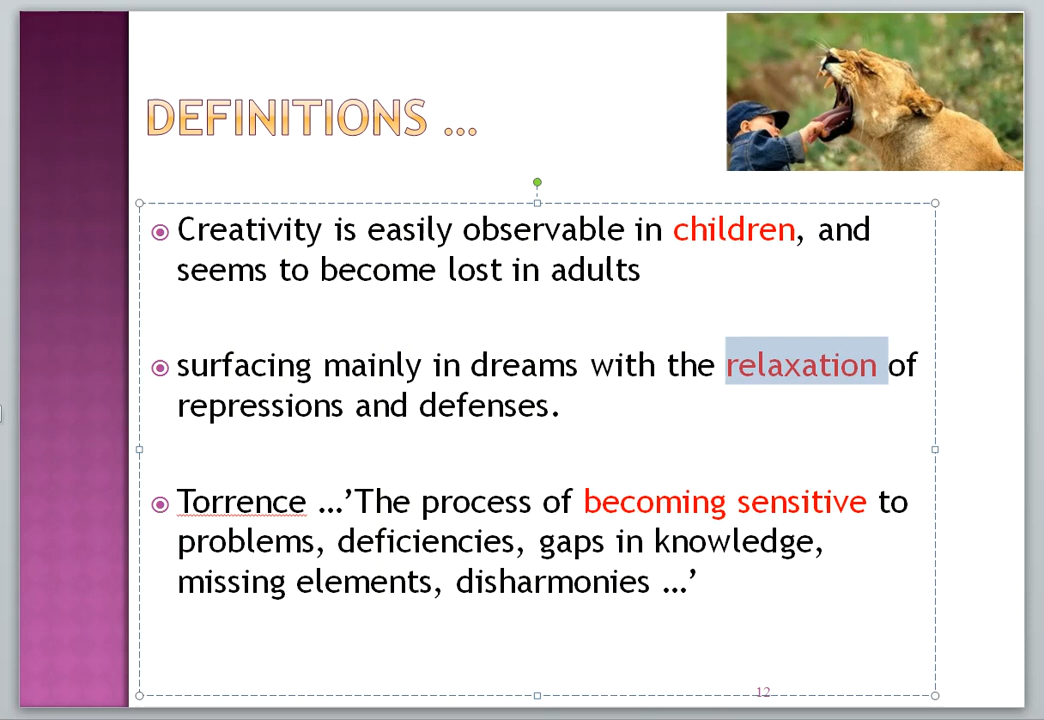 DEFINITIONS …
Creativity is easily observable in children, and
seems to become lost in adults
surfacing mainly in dreams with the relaxation of
repressions and defenses.
Torrence …’The process of becoming sensitive to
problems, deficiencies, gaps in knowledge,
missing elements, disharmonies …’
12